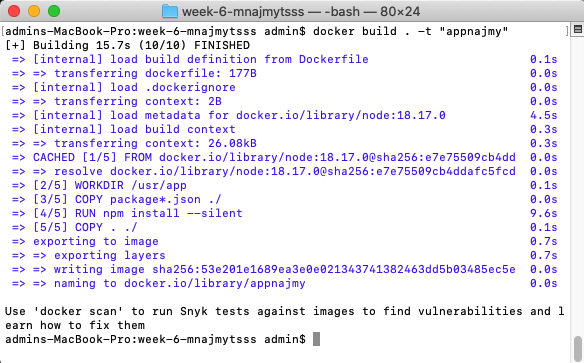 week-6-mnajmytsss — -bash — 80×24
[admins-MacBook-Pro:week-6-mnajmytsss admin$ docker build . -t "appnajmy" ]
[+] Building 15.7s (10/10) FINISHED
=> [internal] load build definition from Dockerfile 0.1s
=> => transferring dockerfile: 177B 0.0s
=> [internal] load .dockerignore 0.0s
=> => transferring context: 2B 0.0s
=> [internal] load metadata for docker.io/library/node:18.17.0 4.5s
=> [internal] load build context 0.3s
=> => transferring context: 26.08kB 0.3s
=> CACHED [1/5] FROM docker.io/library/node:18.17.0@sha256:e7e75509cb4dd 0.0s
=> => resolve docker.io/library/node:18.17.0@sha256:e7e75509cb4ddafc5fcd 0.0s
=> [2/5] WORKDIR /usr/app 0.1s
=> [3/5] COPY package*.json ./ 0.0s
=> [4/5] RUN npm install --silent 9.6s
=> [5/5] COPY . ./ 0.1s
=> exporting to image 0.7s
=> => exporting layers 0.7s
=> => writing image sha256:53e201e1689ea3e0e021343741382463dd5b03485ec5e 0.0s
=> => naming to docker.io/library/appnajmy 0.0s
Use 'docker scan' to run Snyk tests against images to find vulnerabilities and l
earn how to fix them
admins-MacBook-Pro:week-6-mnajmytsss admin$